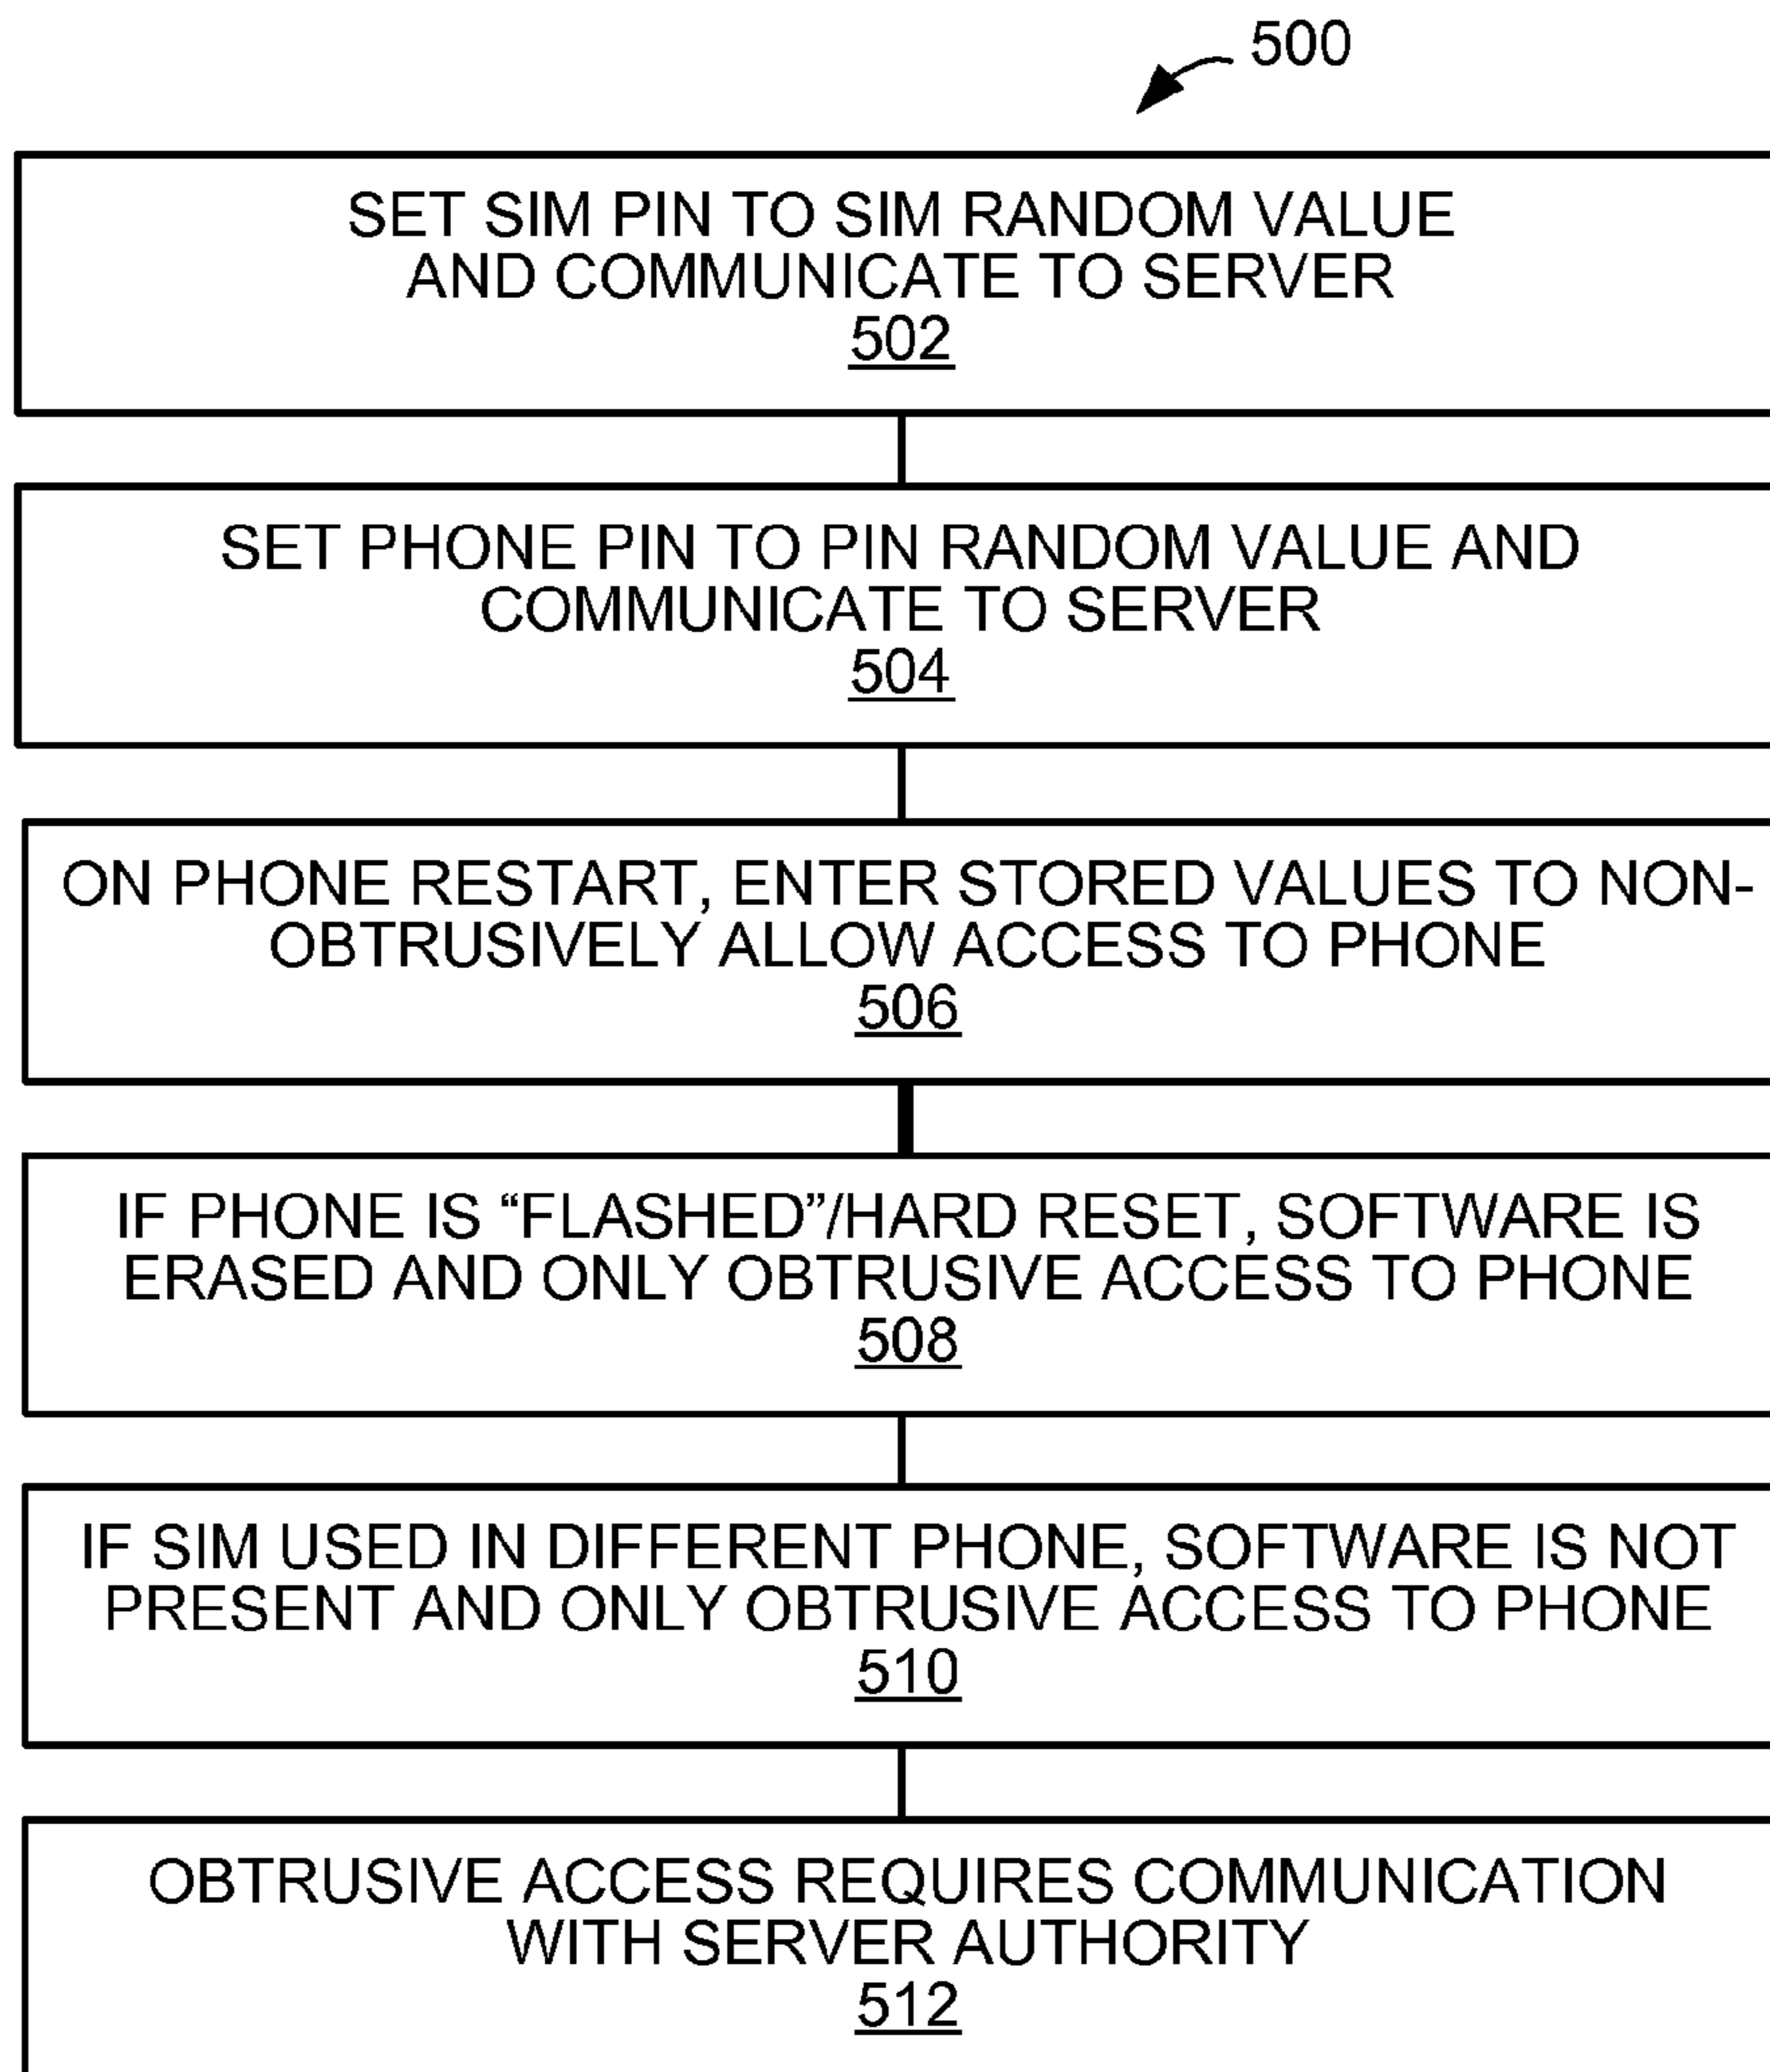 500
SET SIM PIN TO SIM RANDOM VALUE
AND COMMUNICATE TO SERVER
502
SET PHONE PIN TO PIN RANDOM VALUE AND
COMMUNICATE TO SERVER
504
ON PHONE RESTART, ENTER STORED VALUES TO NON-
OBTRUSIVELY ALLOW ACCESS TO PHONE
506
IF PHONE IS “FLASHED”/HARD RESET, SOFTWARE IS
ERASED AND ONLY OBTRUSIVE ACCESS TO PHONE
508
IF SIM USED IN DIFFERENT PHONE, SOFTWARE IS NOT
PRESENT AND ONLY OBTRUSIVE ACCESS TO PHONE
510
OBTRUSIVE ACCESS REQUIRES COMMUNICATION
WITH SERVER AUTHORITY
512